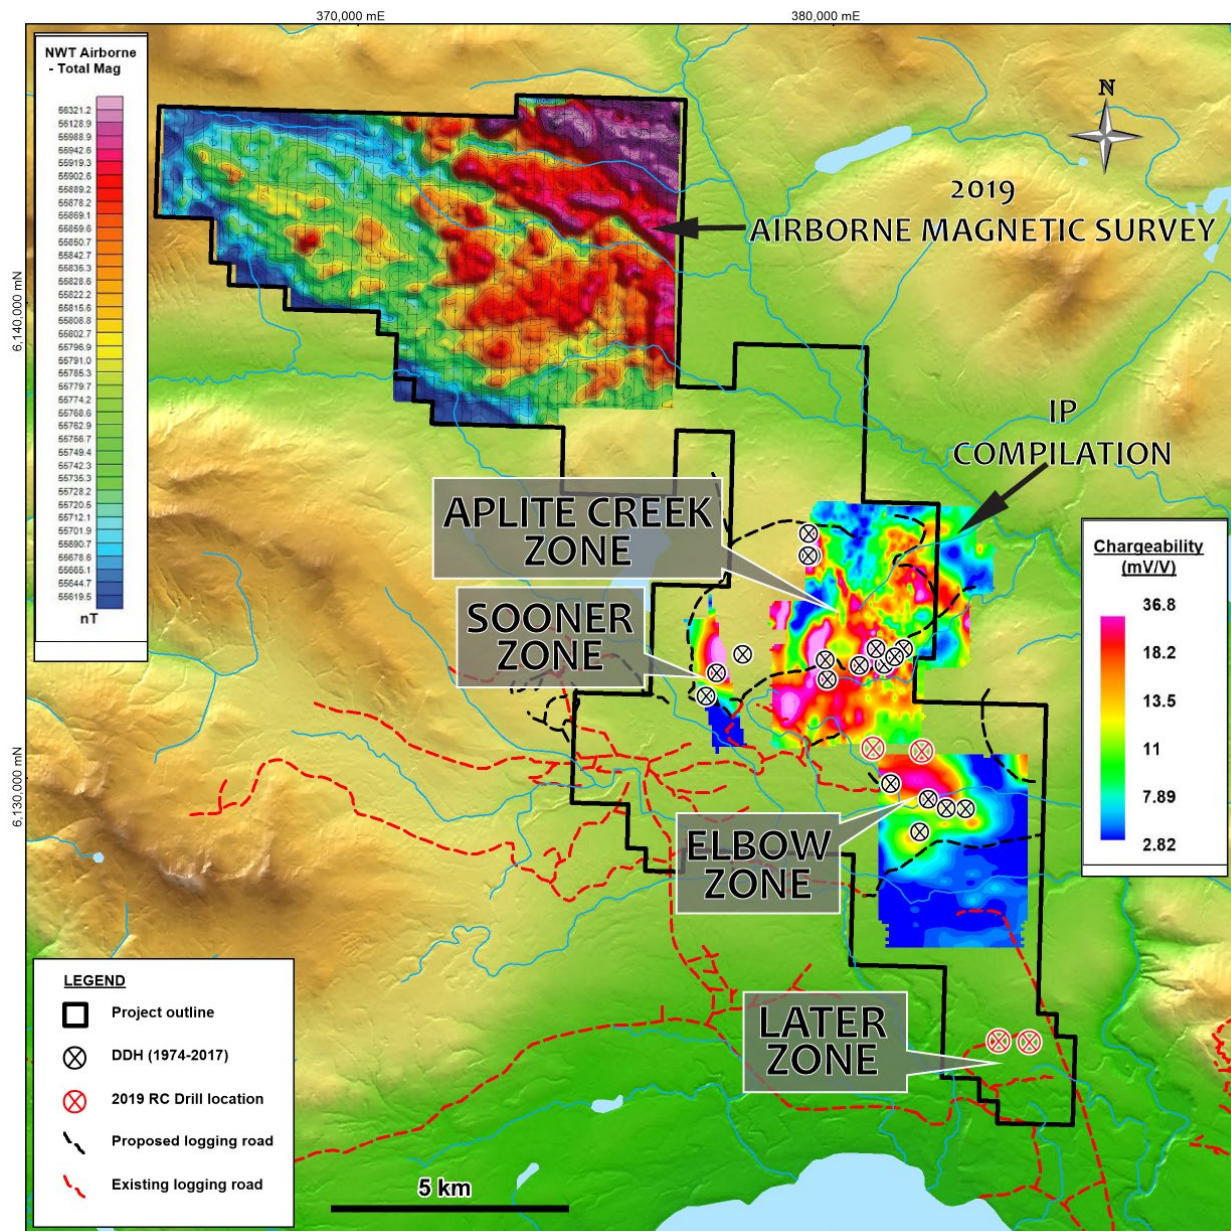 370,000 mE
380,000 mE
NWT Airborne
- Total Mag
56321.2
56128.9
55988.9
55942.6
55919.3
55902.6
55889.2
55878.2
55869.1
55859.6
55850.7
55842.7
55835.3
55828.6
55822.2
55815.6
55808.8
55802.7
55796.9
55791.0
55785.3
55779.7
55774.2
55768.6
55762.9
55756.7
55749.4
55742.3
55735.3
55728.2
55720.5
55712.1
55701.9
55690.7
55678.6
55665.1
55644.7
55619.5
nT
N
2019
AIRBORNE MAGNETIC SURVEY
6,140,000 mN
IP
COMPILATION
APLITE CREEK
ZONE
SOONER
ZONE
Chargeability
(mV/V)
36.8
18.2
13.5
11
7.89
2.82
6,130,000 mN
ELBOW
ZONE
LATER
ZONE
LEGEND
Project outline
DDH (1974-2017)
2019 RC Drill location
Proposed logging road
Existing logging road
5 km